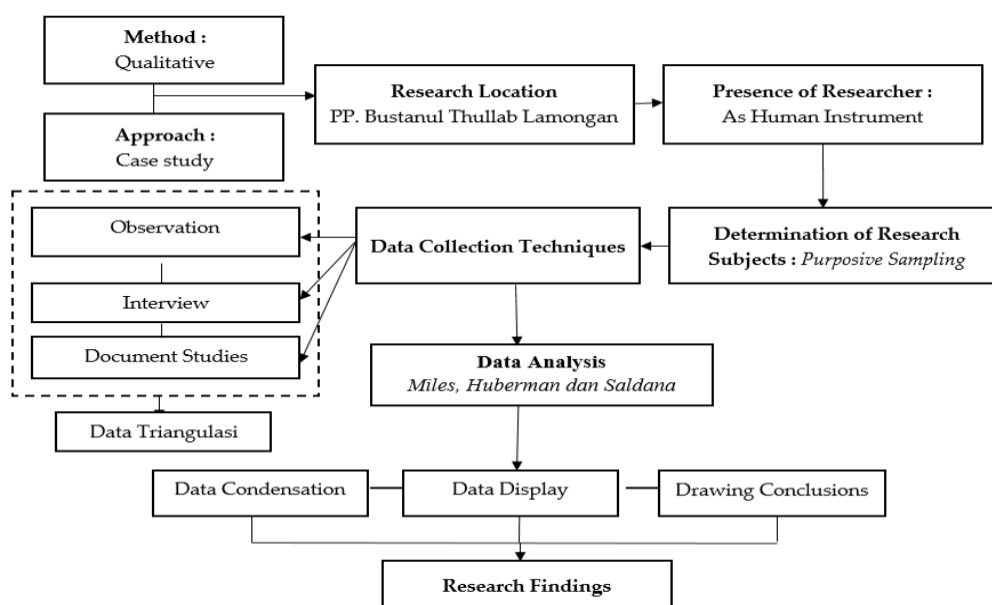 Method :
Qualitative
Approach :
Case study
Research Location
PP. Bustanul Thullab Lamongan
Presence of Researcher :
As Human Instrument
Determination of Research
Subjects : Purposive Sampling
Data Collection Techniques
Observation
Interview
Document Studies
Data Triangulasi
Data Analysis
Miles, Huberman dan Saldana
Data Condensation
Data Display
Drawing Conclusions
Research Findings